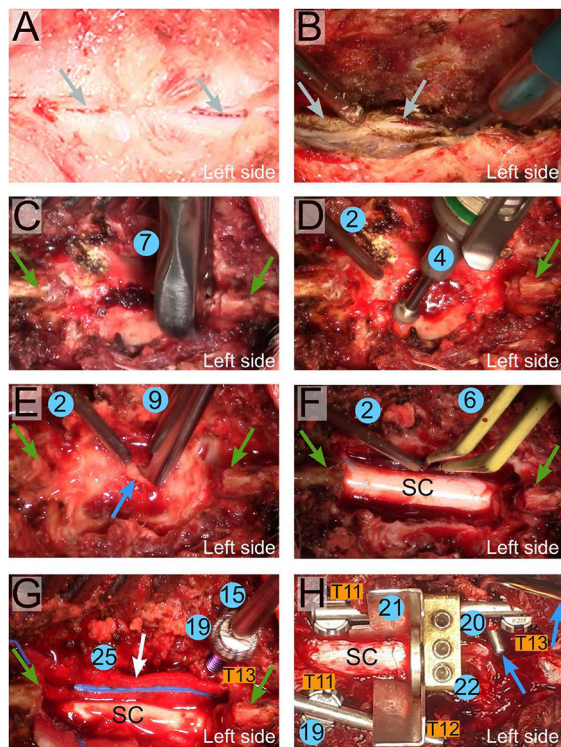 A
Left side
B
Left side
C
7
Left side
D
2
4
Left side
E
2
9
Left side
F
2
6
SC
Left side
G
15
19
25
T13
SC
Left side
H
T11
21
20
T13
SC
T11
22
19
T12
Left side